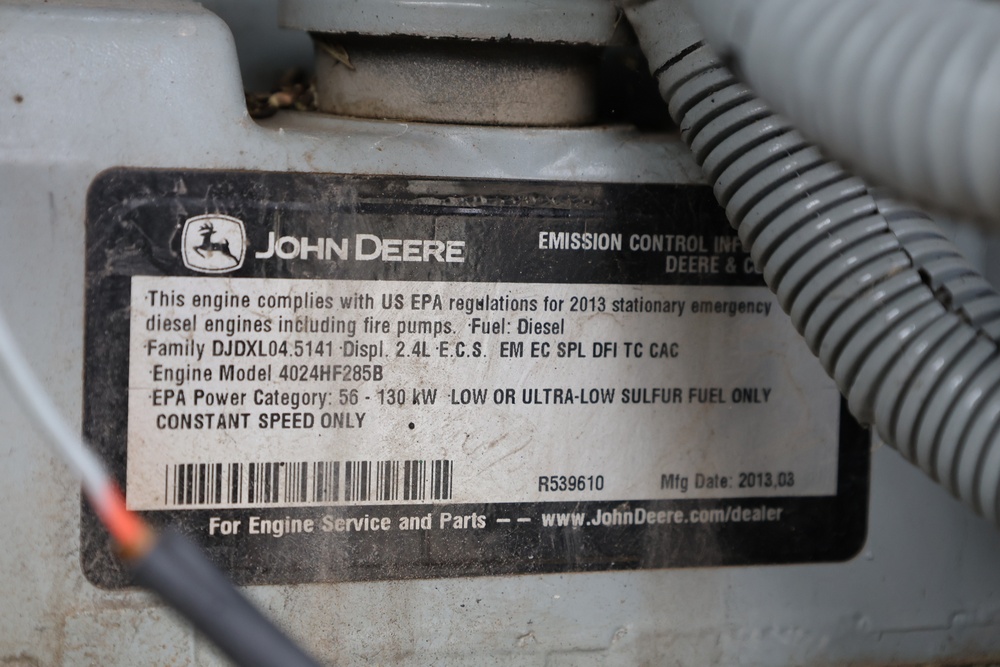 JOHN DEERE
EMISSION CONTROL
DEERE &
This engine complies with US EPA regulations for 2013 stationary emergency
diesel engines including fire pumps. Fuel: Diesel
Family DJDXL04.5141 Displ. 2.4L E.C.S. EM EC SPL DFI TC CAC
Engine Model 4024HF285B
EPA Power Category: 56 - 130 kW LOW OR ULTRA-LOW SULFUR FUEL ONLY
CONSTANT SPEED ONLY
R539610 Mfg Date: 2013,03
For Engine Service and Parts – – www.JohnDeere.com/dealer